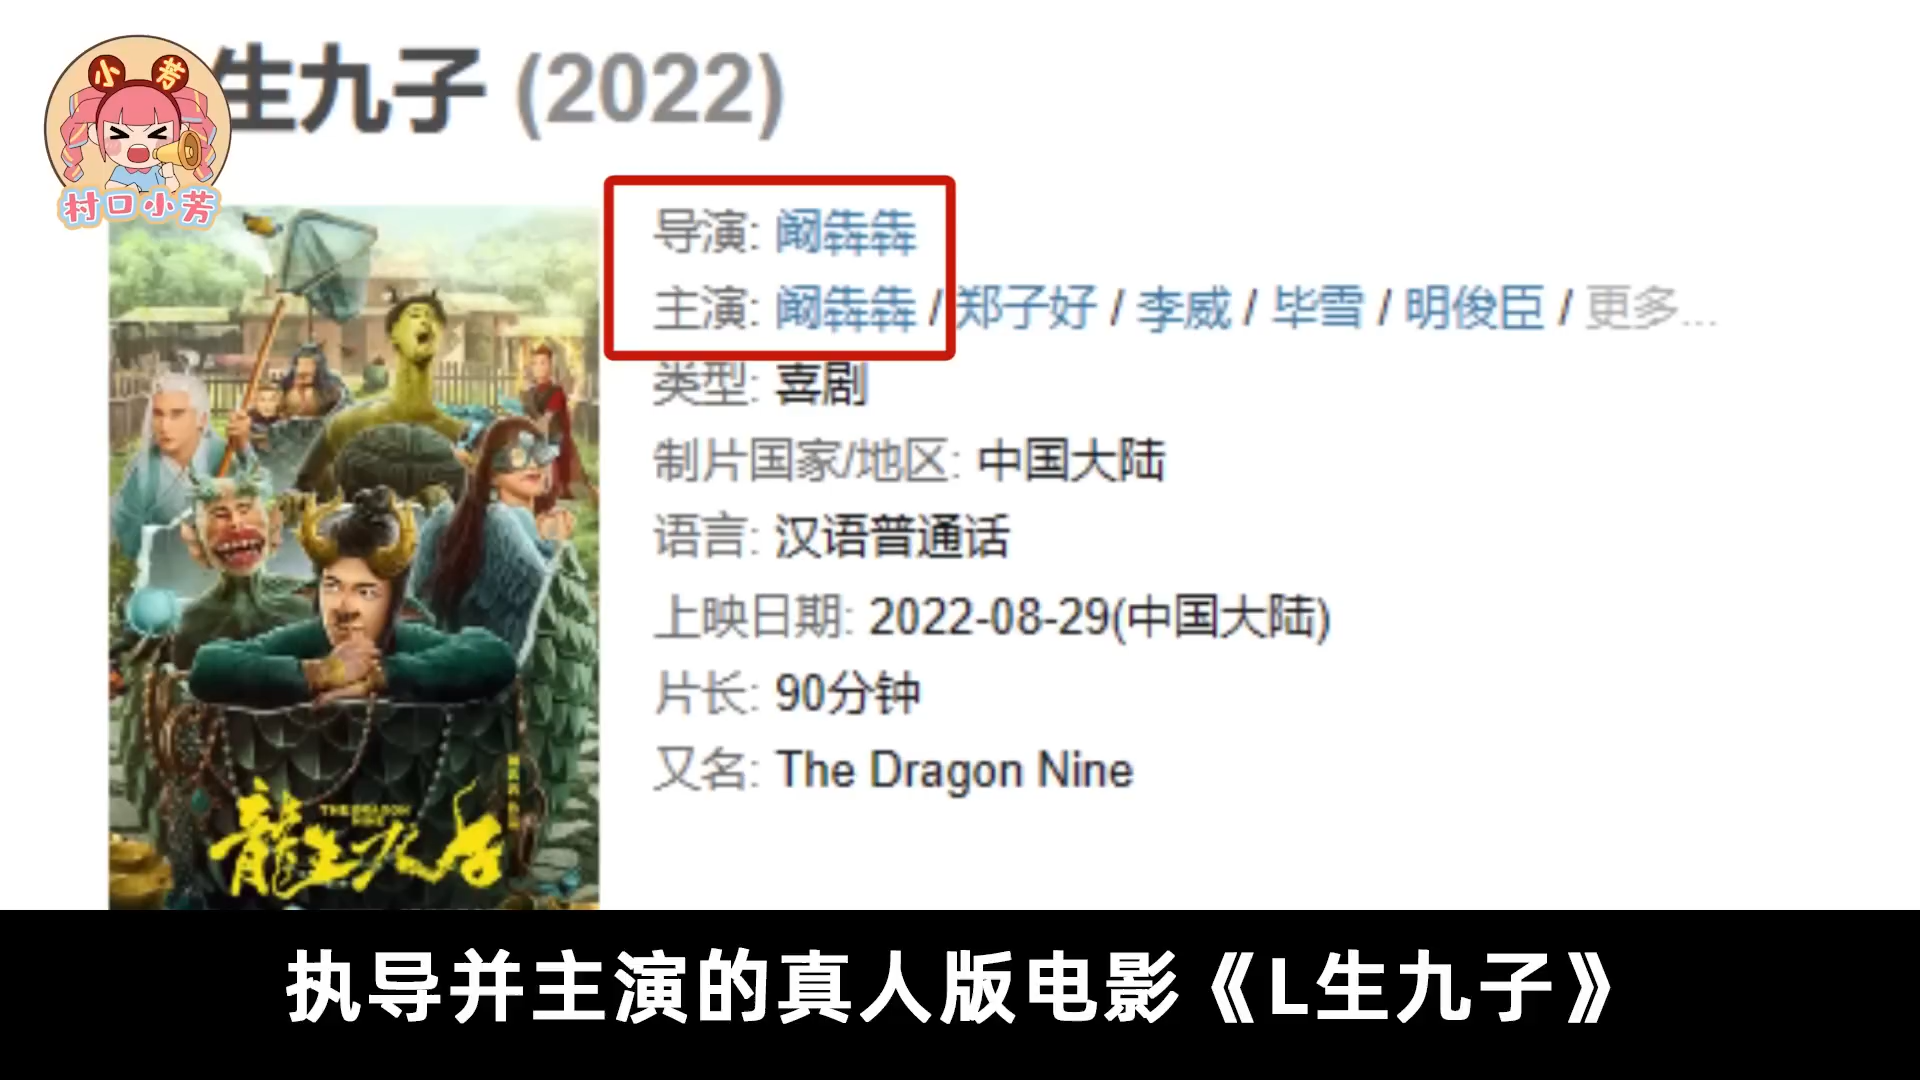 生九子 (2022)
小芳
村口小芳
导演: 阚犇犇
主演: 阚犇犇 / 郑子好 / 李威 / 毕雪 / 明俊臣 / 更多...
类型: 喜剧
制片国家/地区: 中国大陆
语言: 汉语普通话
上映日期: 2022-08-29(中国大陆)
片长: 90分钟
又名: The Dragon Nine
THE DRAGON NINE
龍生九子
执导并主演的真人版电影《L生九子》